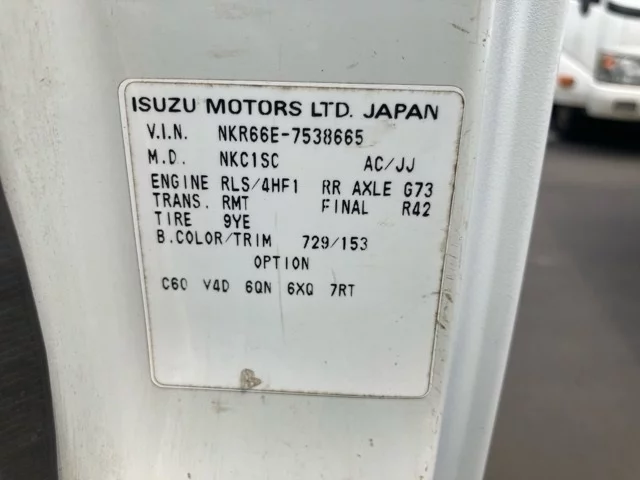 ISUZU MOTORS LTD. JAPAN
V.I.N. NKR66E-7538665
M.D. NKC1SC AC/JJ
ENGINE RLS/4HF1 RR AXLE G73
TRANS. RMT FINAL R42
TIRE 9YE
B.COLOR/TRIM 729/153
OPTION
C60 V4D 6QN 6XQ 7RT